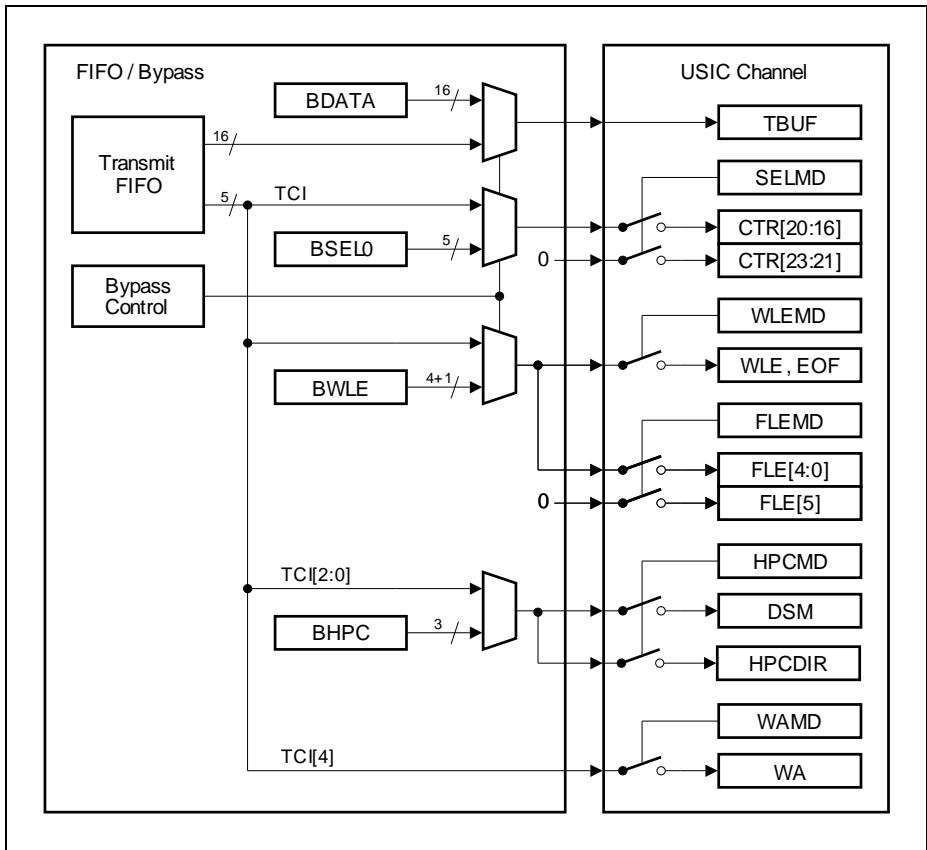 FIFO / Bypass
USIC Channel
BDATA
16
TBUF
Transmit
FIFO
16
5
TCI
SELMD
BSEL0
5
CTR[20:16]
0
CTR[23:21]
Bypass
Control
WLEMD
BWLE
4+1
WLE , EOF
FLEMD
FLE[4:0]
0
FLE[5]
TCI[2:0]
HPCMD
BHPC
3
DSM
HPCDIR
WAMD
TCI[4]
WA